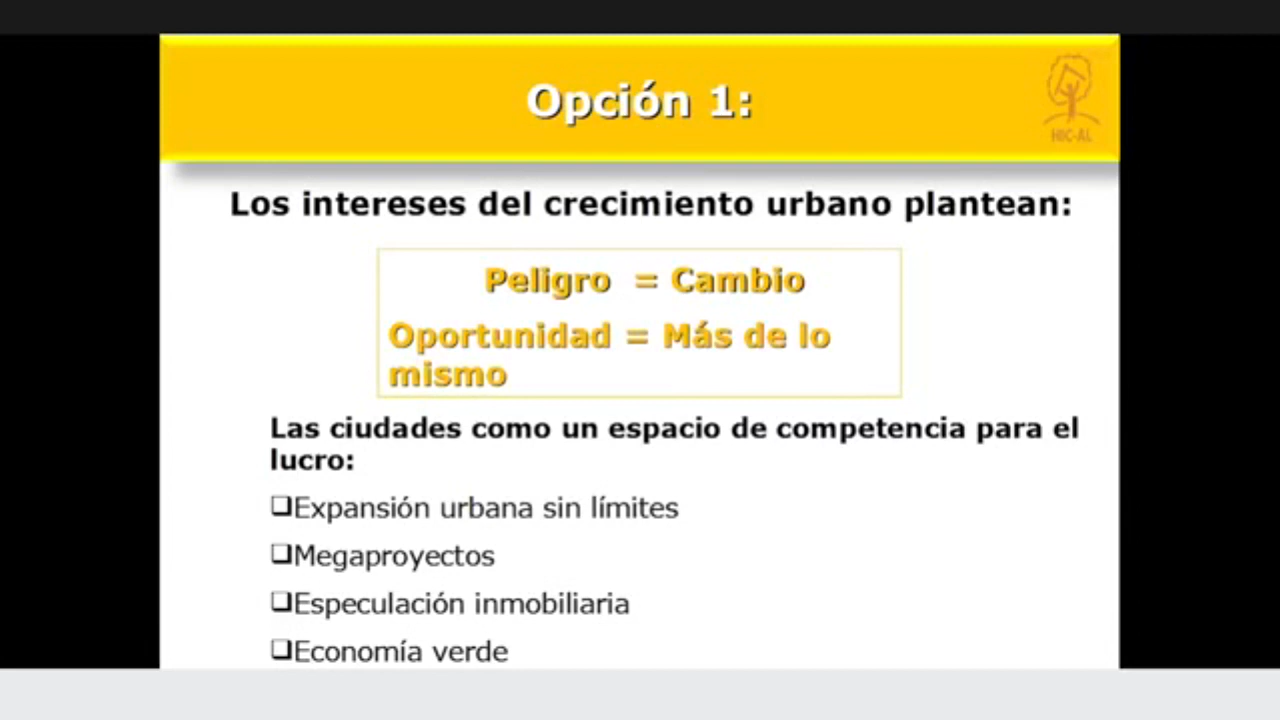 Opción 1:
HIC-AL
Los intereses del crecimiento urbano plantean:
Peligro = Cambio
Oportunidad = Más de lo
mismo
Las ciudades como un espacio de competencia para el
lucro:
❑Expansión urbana sin límites
❑Megaproyectos
❑Especulación inmobiliaria
❑Economía verde